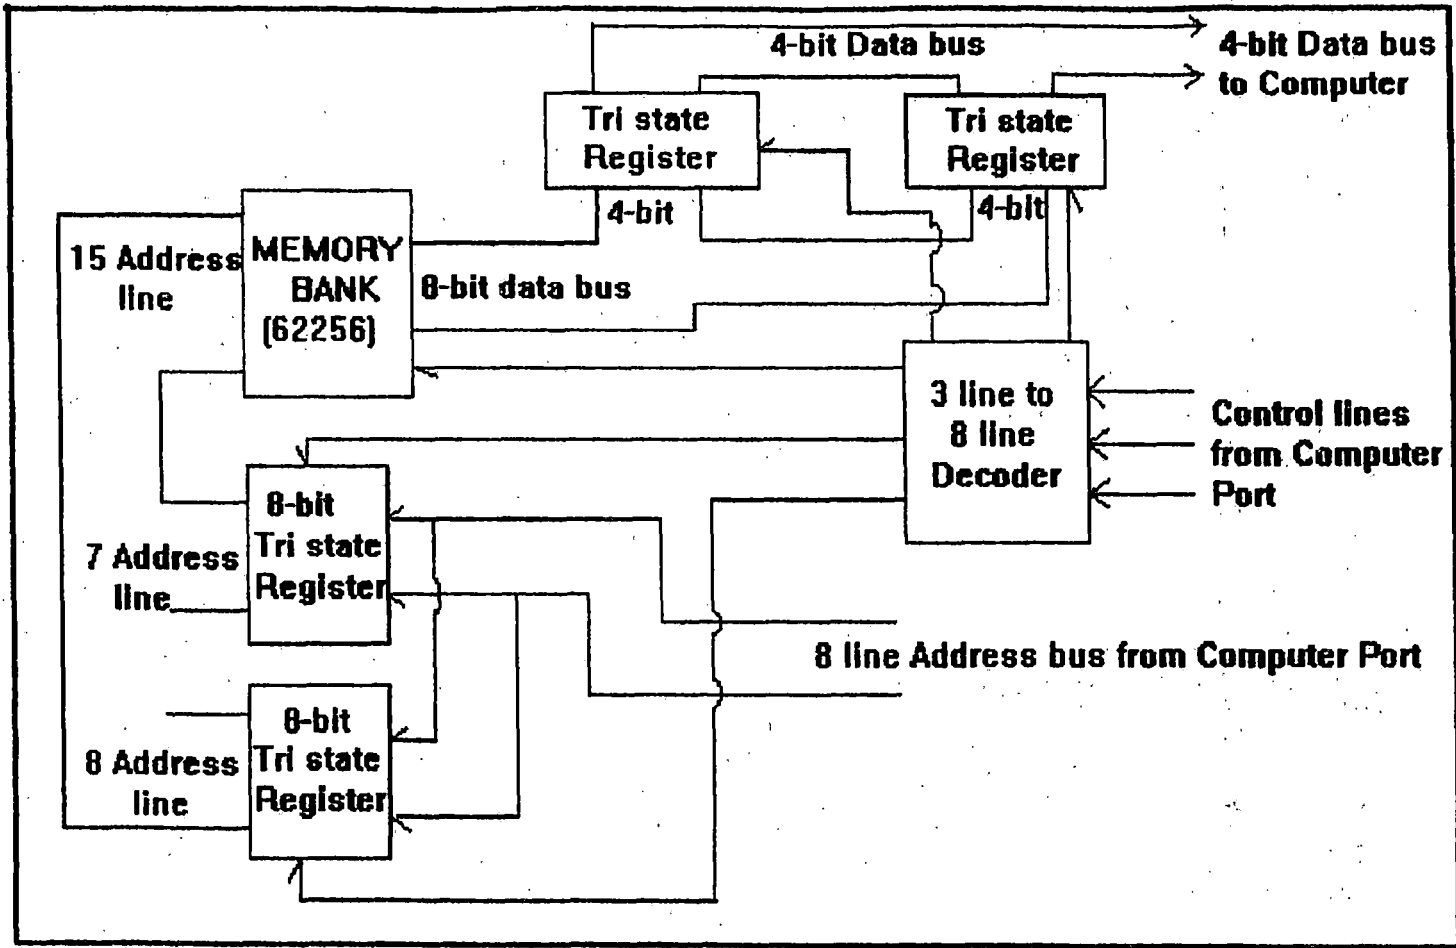 4-bit Data bus
4-bit Data bus
to Computer
Tri state
Register
Tri state
Register
4-bit
4-bit
15 Address
line
MEMORY
BANK
(62256)
8-bit data bus
3 line to
8 line
Decoder
Control lines
from Computer
Port
8-bit
Tri state
Register
7 Address
line
8 line Address bus from Computer Port
8-bit
Tri state
Register
8 Address
line